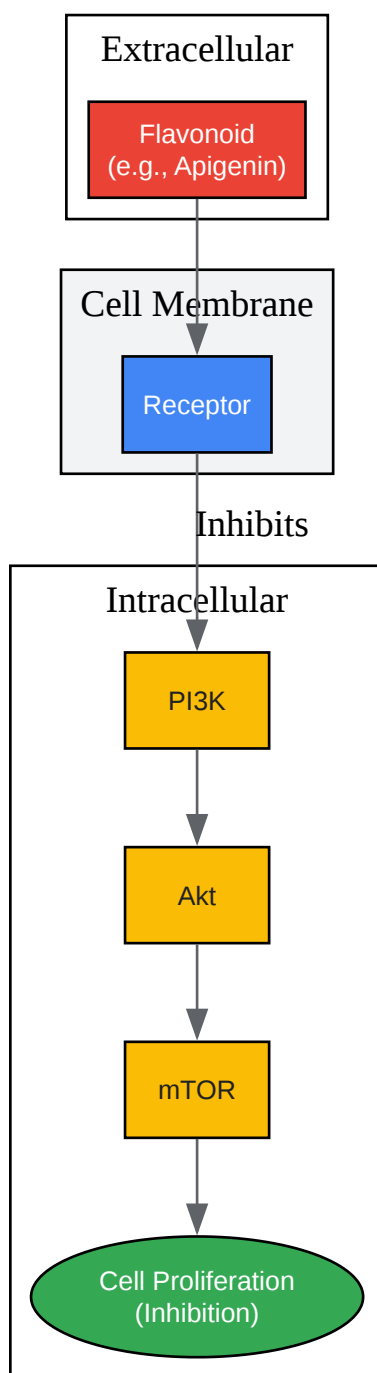 Extracellular
Flavonoid
(e.g., Apigenin)
Cell Membrane
Receptor
Inhibits
Intracellular
PI3K
Akt
mTOR
Cell Proliferation
(Inhibition)